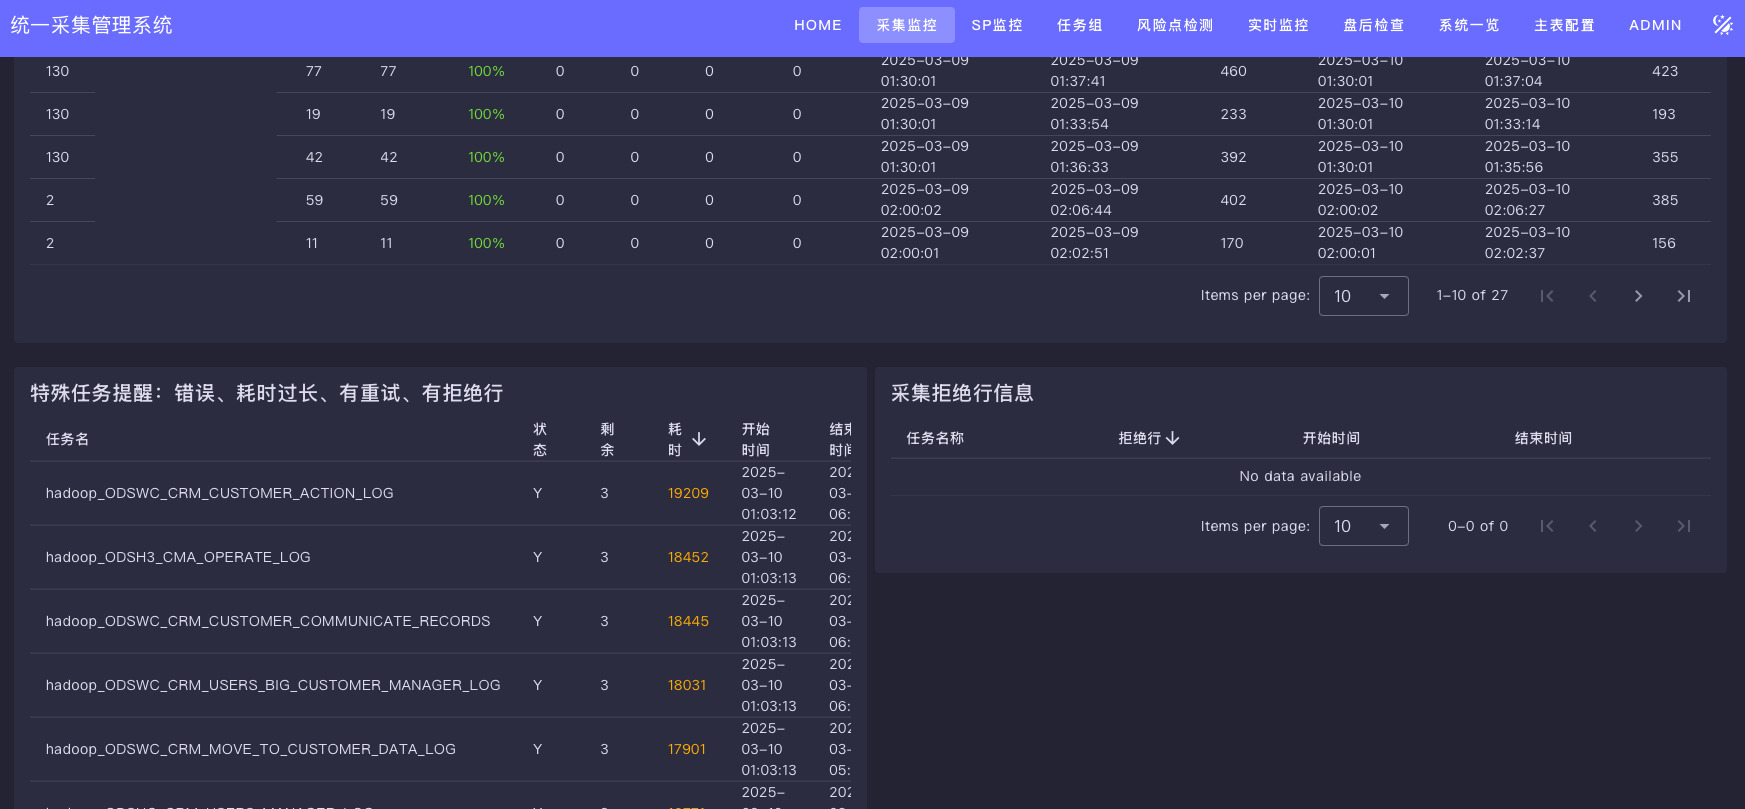 统一采集管理系统
HOME 采集监控 SP监控 任务组 风险点检测 实时监控 盘后检查 系统一览 主表配置 ADMIN
130 77 77 100% 0 0 0 0 2025-03-09 01:30:01 2025-03-09 01:37:41 460 2025-03-10 01:30:01 2025-03-10 01:37:04 423
130 19 19 100% 0 0 0 0 2025-03-09 01:30:01 2025-03-09 01:33:54 233 2025-03-10 01:30:01 2025-03-10 01:33:14 193
130 42 42 100% 0 0 0 0 2025-03-09 01:30:01 2025-03-09 01:36:33 392 2025-03-10 01:30:01 2025-03-10 01:35:56 355
2 59 59 100% 0 0 0 0 2025-03-09 02:00:02 2025-03-09 02:06:44 402 2025-03-10 02:00:02 2025-03-10 02:06:27 385
2 11 11 100% 0 0 0 0 2025-03-09 02:00:01 2025-03-09 02:02:51 170 2025-03-10 02:00:01 2025-03-10 02:02:37 156
Items per page: 10 1-10 of 27
特殊任务提醒：错误、耗时过长、有重试、有拒绝行
任务名 状态 剩余 耗时 开始时间 结束时间
hadoop_ODSWC_CRM_CUSTOMER_ACTION_LOG Y 3 19209 2025-03-10 01:03:12 202 03- 06:
hadoop_ODSH3_CMA_OPERATE_LOG Y 3 18452 2025-03-10 01:03:13 202 03- 06:
hadoop_ODSWC_CRM_CUSTOMER_COMMUNICATE_RECORDS Y 3 18445 2025-03-10 01:03:13 202 03- 06:
hadoop_ODSWC_CRM_USERS_BIG_CUSTOMER_MANAGER_LOG Y 3 18031 2025-03-10 01:03:13 202 03- 06:
hadoop_ODSWC_CRM_MOVE_TO_CUSTOMER_DATA_LOG Y 3 17901 2025-03-10 01:03:13 202 03- 05:
2025- 202
采集拒绝行信息
任务名称 拒绝行 开始时间 结束时间
No data available
Items per page: 10 0-0 of 0